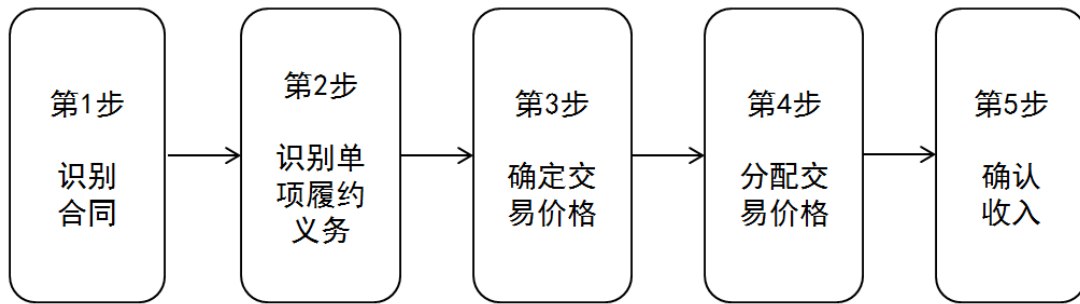 第1步
识别
合同
第2步
识别单
项履约
义务
第3步
确定交
易价格
第4步
分配交
易价格
第5步
确认
收入